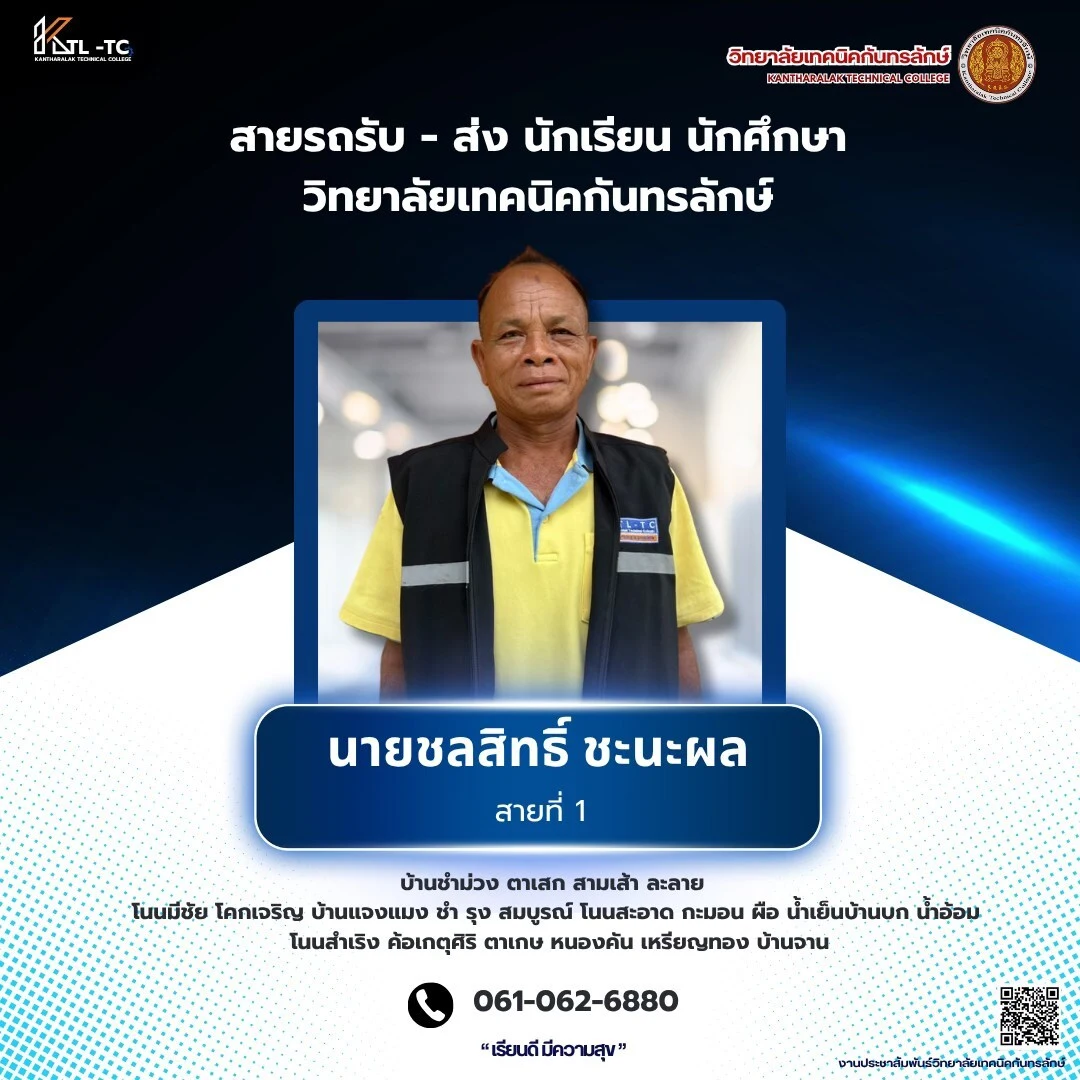 KTL -TC
KANTHARALAK TECHNICAL COLLEGE
วิทยาลัยเทคนิคกันทรลักษ์
KANTHARALAK TECHNICAL COLLEGE
สายรถรับ - ส่ง นักเรียน นักศึกษา
วิทยาลัยเทคนิคกันทรลักษ์
TL-TC
นายชลสิทธิ์ ชะนะผล
สายที่ 1
บ้านชำม่วง ตาเสก สามเส้า ละลาย
โนนมีชัย โคกเจริญ บ้านแจงแมง ชำ รุง สมบูรณ์ โนนสะอาด กะมอน ผือ น้ำเย็นบ้านบก น้ำอ้อม
โนนสำเริง ค้อเกตุศิริ ตาเกษ หนองคัน เหรียญทอง บ้านจาน
061-062-6880
“เรียนดี มีความสุข”
งานประชาสัมพันธ์วิทยาลัยเทคนิคกันทรลักษ์